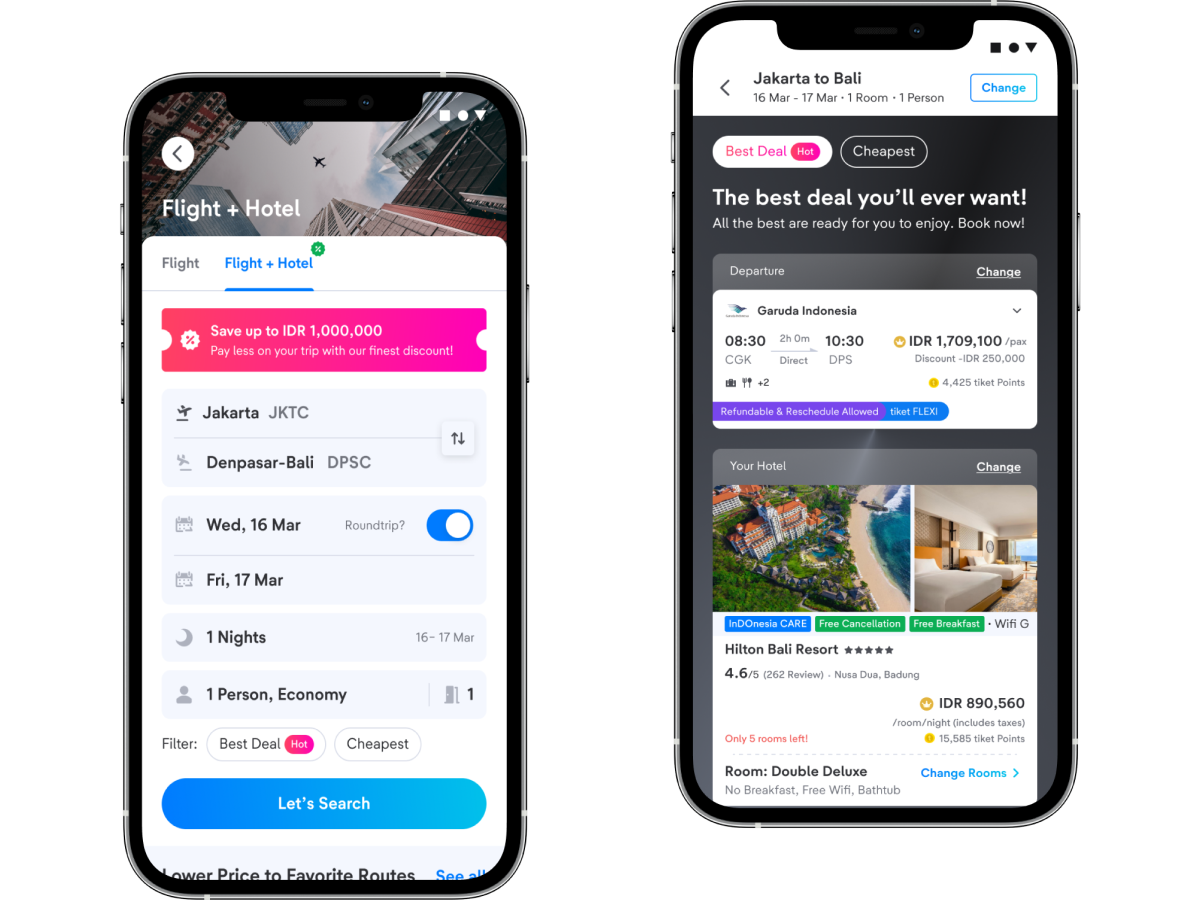 Flight + Hotel
Flight
Flight + Hotel
Save up to IDR 1,000,000
Pay less on your trip with our finest discount!
Jakarta JKTC
Denpasar-Bali DPSC
Wed, 16 Mar Roundtrip?
Fri, 17 Mar
1 Nights 16– 17 Mar
1 Person, Economy 1
Filter: Best Deal Hot Cheapest
Let's Search
Lower Price to Favorite Routes See all
Jakarta to Bali
16 Mar - 17 Mar · 1 Room · 1 Person
Change
Best Deal Hot Cheapest
The best deal you'll ever want!
All the best are ready for you to enjoy. Book now!
Departure Change
Garuda Indonesia
08:30 2h 0m 10:30 IDR 1,709,100 /pax
CGK Direct DPS Discount -IDR 250,000
+2 4,425 tiket Points
Refundable & Reschedule Allowed tiket FLEXI
Your Hotel Change
InDOnesia CARE Free Cancellation Free Breakfast · Wifi G
Hilton Bali Resort ★★★★★
4.6/5 (262 Review) · Nusa Dua, Badung
IDR 890,560
/room/night (includes taxes)
Only 5 rooms left! 15,585 tiket Points
Room: Double Deluxe Change Rooms >
No Breakfast, Free Wifi, Bathtub